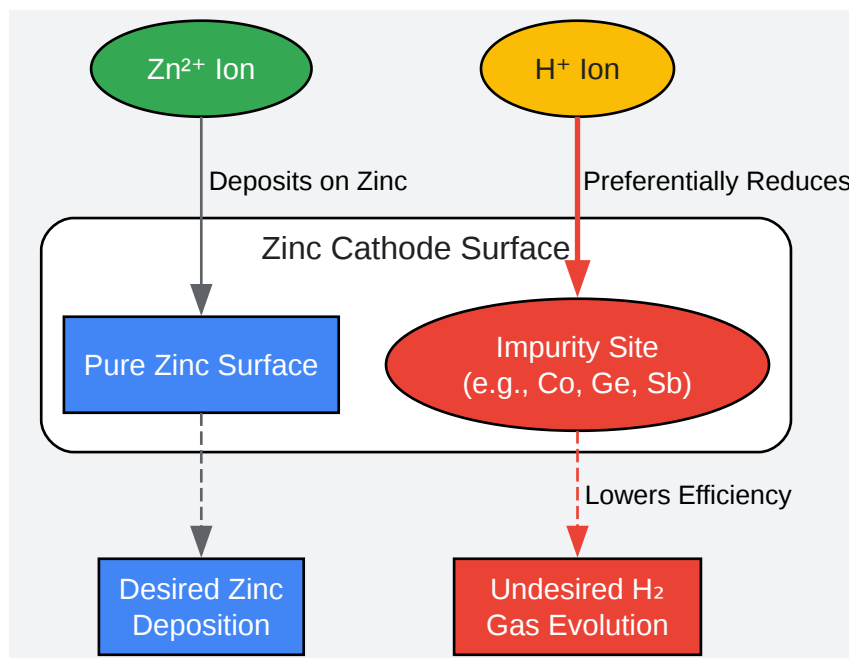 Zn²⁺ Ion
H⁺ Ion
Deposits on Zinc
Preferentially Reduces
Zinc Cathode Surface
Pure Zinc Surface
Impurity Site
(e.g., Co, Ge, Sb)
Lowers Efficiency
Desired Zinc
Deposition
Undesired H₂
Gas Evolution